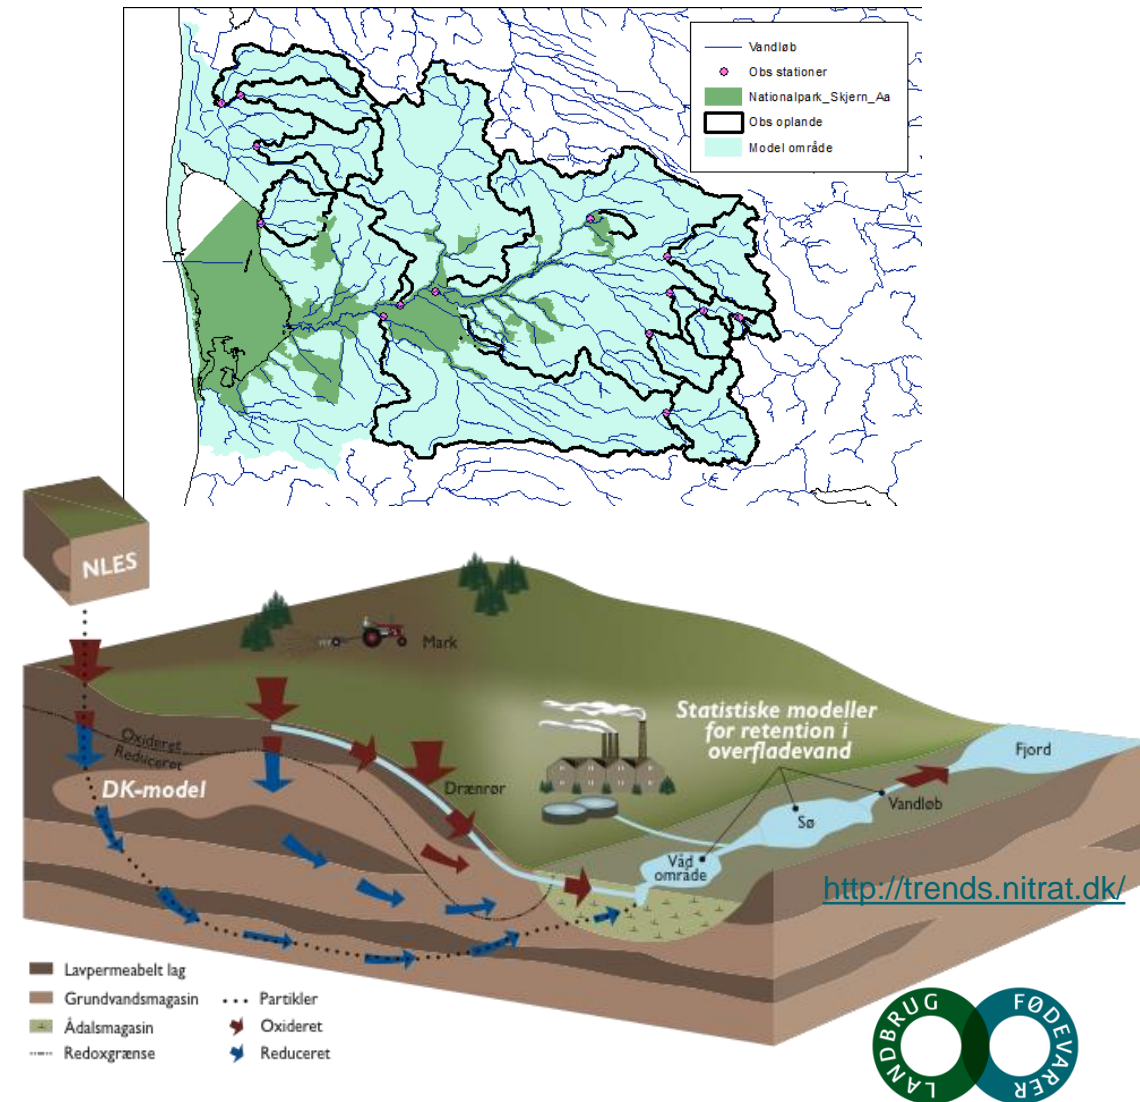 Vandløb
Obs stationer
Nationalpark_Skjern_Aa
Obs oplande
Model område
NLES
Mark
Oxideret
Reduceret
DK-model
Drænrør
Statistiske modeller
for retention i
overfladevand
Fjord
Vandløb
Sø
Våd
område
http://trends.nitrat.dk/
Lavpermeabelt lag
Grundvandsmagasin
Ådalsmagasin
Redoxgrænse
Partikler
Oxideret
Reduceret
LANDBRUG
FØDEVARER